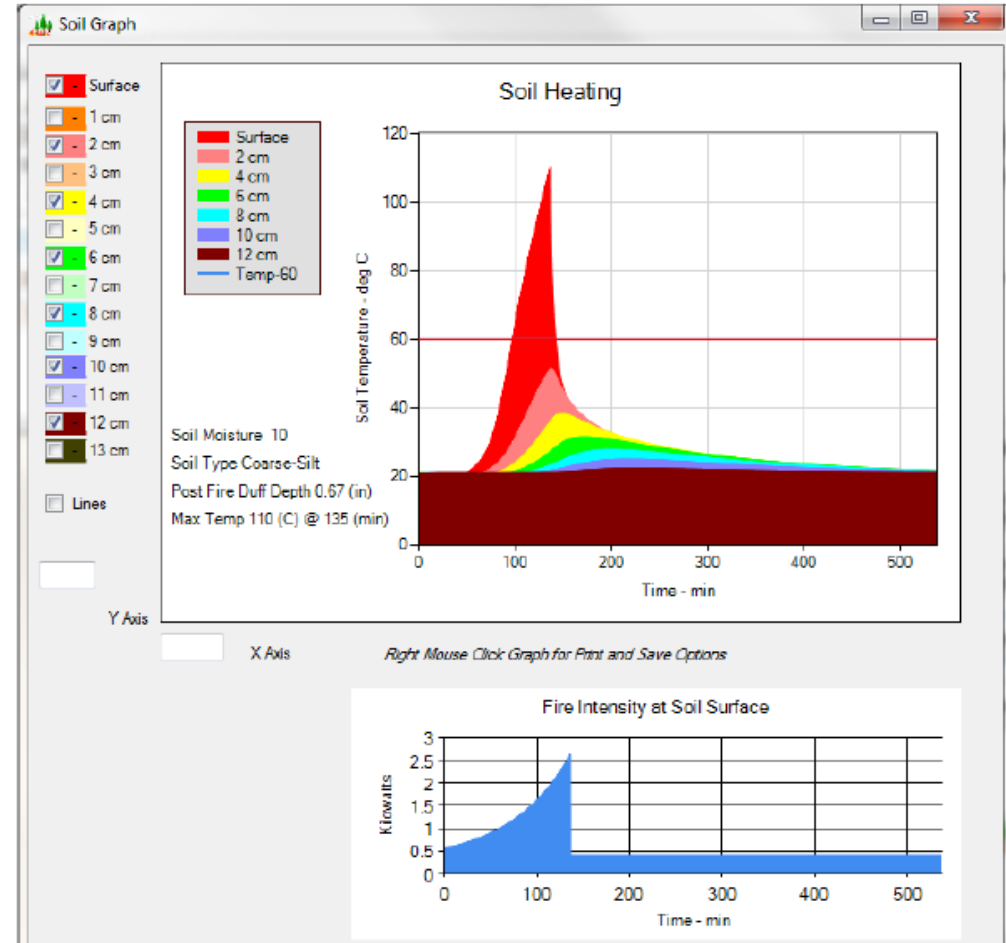 Soil Graph
Surface
1 cm
2 cm
3 cm
4 cm
5 cm
6 cm
7 cm
8 cm
9 cm
10 cm
11 cm
12 cm
13 cm
Lines
Y Axis
X Axis
Soil Heating
Surface
2 cm
4 cm
6 cm
8 cm
10 cm
12 cm
Temp-60
Soil Moisture 10
Soil Type Coarse-Silt
Post Fire Duff Depth 0.67 (in)
Max Temp 110 (C) @ 135 (min)
Soil Temperature - deg C
120
100
80
60
40
20
0
0 100 200 300 400 500
Time - min
Right Mouse Click Graph for Print and Save Options
Fire Intensity at Soil Surface
Kilowatts
3
2.5
2
1.5
1
0.5
0
0 100 200 300 400 500
Time - min